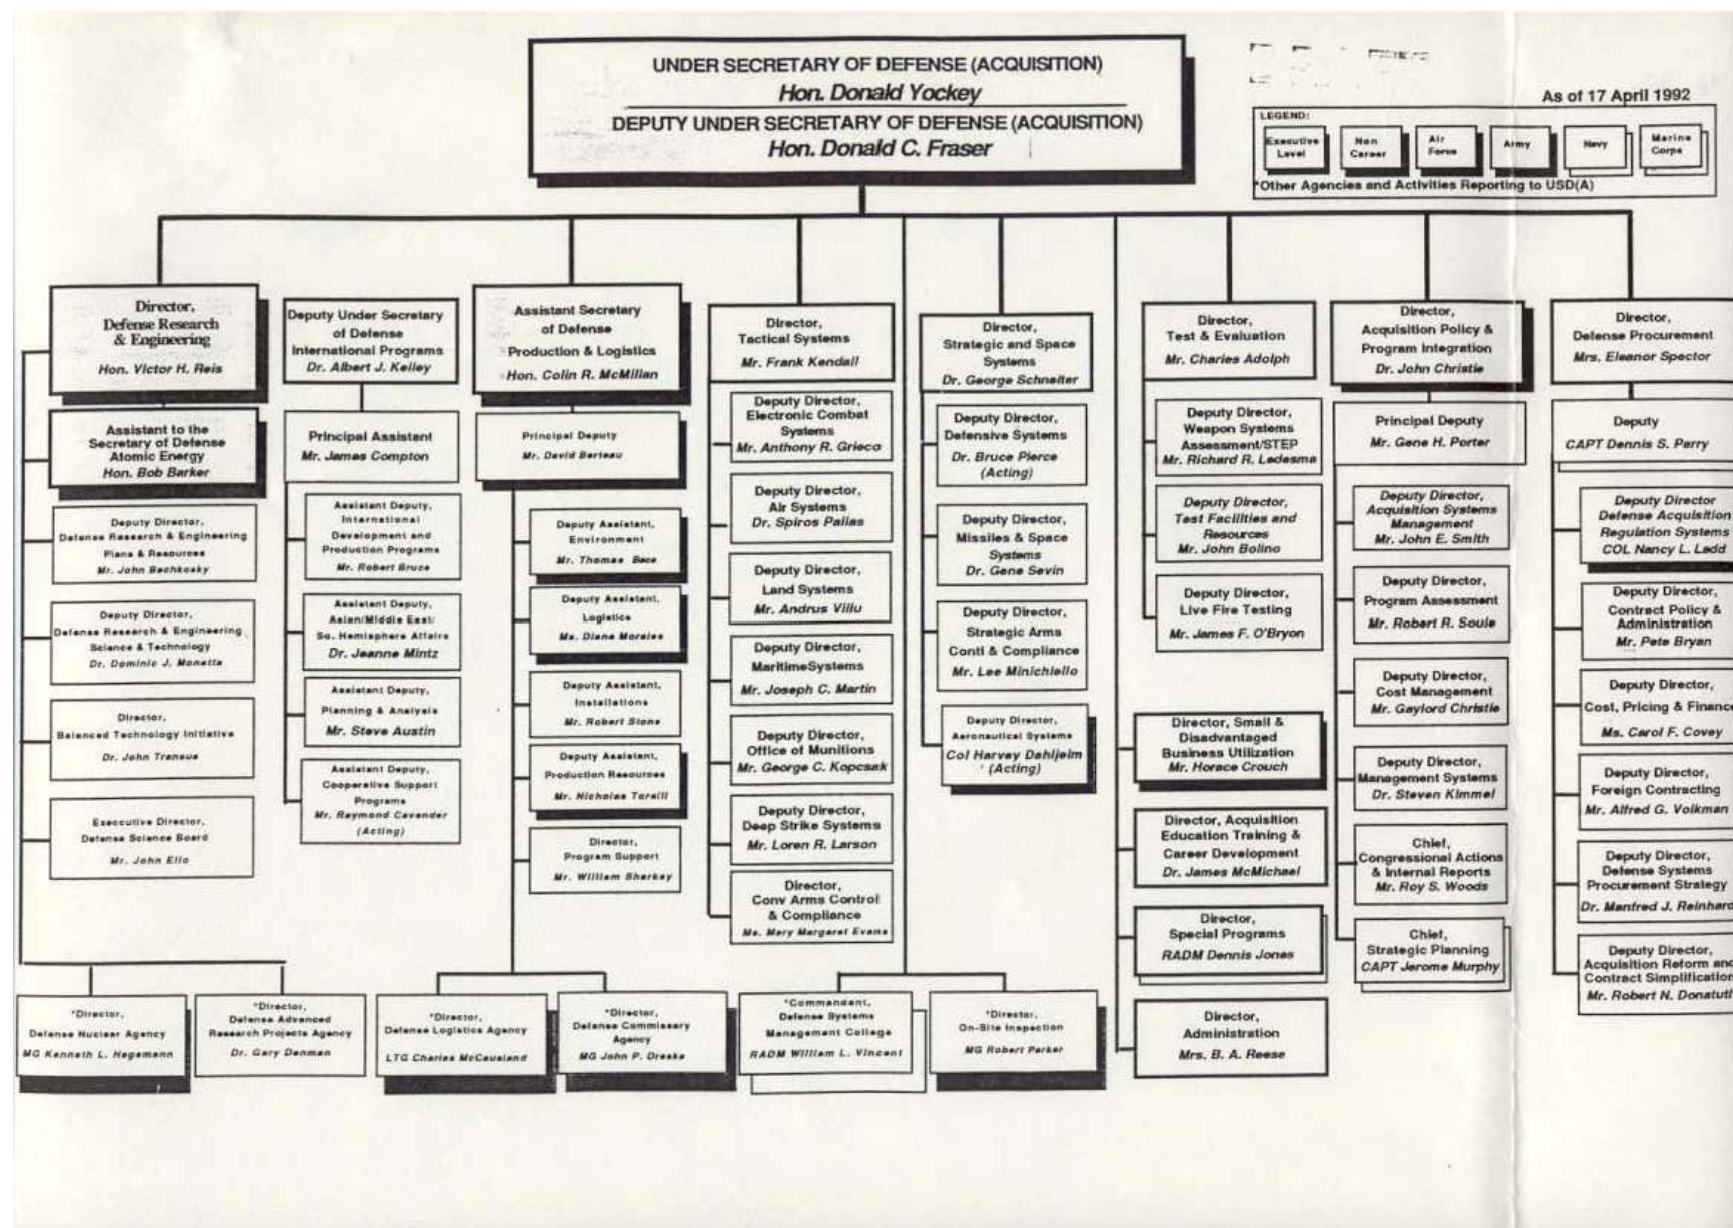 UNDER SECRETARY OF DEFENSE (ACQUISITION)
Hon. Donald Yockey
DEPUTY UNDER SECRETARY OF DEFENSE (ACQUISITION)
Hon. Donald C. Fraser
As of 17 April 1992
LEGEND:
Executive
Level
Non
Career
Air
Force
Army
Navy
Marine
Corps
*Other Agencies and Activities Reporting to USD(A)
Director,
Defense Research
& Engineering
Hon. Victor H. Reis
Assistant to the
Secretary of Defense
Atomic Energy
Hon. Bob Barker
Deputy Director,
Defense Research & Engineering
Plans & Resources
Mr. John Bachkosky
Deputy Director,
Defense Research & Engineering
Science & Technology
Dr. Dominic J. Monetta
Director,
Balanced Technology Initiative
Dr. John Transue
Executive Director,
Defense Science Board
Mr. John Ello
*Director,
Defense Nuclear Agency
MG Kenneth L. Hagemann
*Director,
Defense Advanced
Research Projects Agency
Dr. Gary Denman
Deputy Under Secretary
of Defense
International Programs
Dr. Albert J. Kelley
Principal Assistant
Mr. James Compton
Assistant Deputy,
International
Development and
Production Programs
Mr. Robert Bruce
Assistant Deputy,
Asian/Middle East/
So. Hemisphere Affairs
Dr. Jeanne Mintz
Assistant Deputy,
Planning & Analysis
Mr. Steve Austin
Assistant Deputy,
Cooperative Support
Programs
Mr. Raymond Cavender
(Acting)
Assistant Secretary
of Defense
Production & Logistics
Hon. Colin R. McMillan
Principal Deputy
Mr. David Berteau
Deputy Assistant,
Environment
Mr. Thomas Baca
Deputy Assistant,
Logistics
Ms. Diane Morales
Deputy Assistant,
Installations
Mr. Robert Stone
Deputy Assistant,
Production Resources
Mr. Nicholas Torelli
Director,
Program Support
Mr. William Sharkey
*Director,
Defense Logistics Agency
LTG Charles McCausland
*Director,
Defense Commissary
Agency
MG John P. Dreska
Director,
Tactical Systems
Mr. Frank Kendall
Deputy Director,
Electronic Combat
Systems
Mr. Anthony R. Grieco
Deputy Director,
Air Systems
Dr. Spiros Pallas
Deputy Director,
Land Systems
Mr. Andrus Viilu
Deputy Director,
MaritimeSystems
Mr. Joseph C. Martin
Deputy Director,
Office of Munitions
Mr. George C. Kopcsak
Deputy Director,
Deep Strike Systems
Mr. Loren R. Larson
Director,
Conv Arms Control
& Compliance
Ms. Mary Margaret Evans
*Commandant,
Defense Systems
Management College
RADM William L. Vincent
*Director,
On-Site Inspection
MG Robert Parker
Director,
Strategic and Space
Systems
Dr. George Schneiter
Deputy Director,
Defensive Systems
Dr. Bruce Pierce
(Acting)
Deputy Director,
Missiles & Space
Systems
Dr. Gene Sevin
Deputy Director,
Strategic Arms
Contl & Compliance
Mr. Lee Minichiello
Deputy Director,
Aeronautical Systems
Col Harvey Dahljelm
(Acting)
Director,
Test & Evaluation
Mr. Charles Adolph
Deputy Director,
Weapon Systems
Assessment/STEP
Mr. Richard R. Ledesma
Deputy Director,
Test Facilities and
Resources
Mr. John Bolino
Deputy Director,
Live Fire Testing
Mr. James F. O'Bryon
Director, Small &
Disadvantaged
Business Utilization
Mr. Horace Crouch
Director, Acquisition
Education Training &
Career Development
Dr. James McMichael
Director,
Special Programs
RADM Dennis Jones
Director,
Administration
Mrs. B. A. Reese
Director,
Acquisition Policy &
Program Integration
Dr. John Christie
Principal Deputy
Mr. Gene H. Porter
Deputy Director,
Acquisition Systems
Management
Mr. John E. Smith
Deputy Director,
Program Assessment
Mr. Robert R. Soule
Deputy Director,
Cost Management
Mr. Gaylord Christle
Deputy Director,
Management Systems
Dr. Steven Kimmel
Chief,
Congressional Actions
& Internal Reports
Mr. Roy S. Woods
Chief,
Strategic Planning
CAPT Jerome Murphy
Director,
Defense Procurement
Mrs. Eleanor Spector
Deputy
CAPT Dennis S. Parry
Deputy Director
Defense Acquisition
Regulation Systems
COL Nancy L. Ladd
Deputy Director,
Contract Policy &
Administration
Mr. Pete Bryan
Deputy Director,
Cost, Pricing & Finance
Ms. Carol F. Covey
Deputy Director,
Foreign Contracting
Mr. Alfred G. Volkman
Deputy Director,
Defense Systems
Procurement Strategy
Dr. Manfred J. Reinhard
Deputy Director,
Acquisition Reform and
Contract Simplification
Mr. Robert N. Donatuti